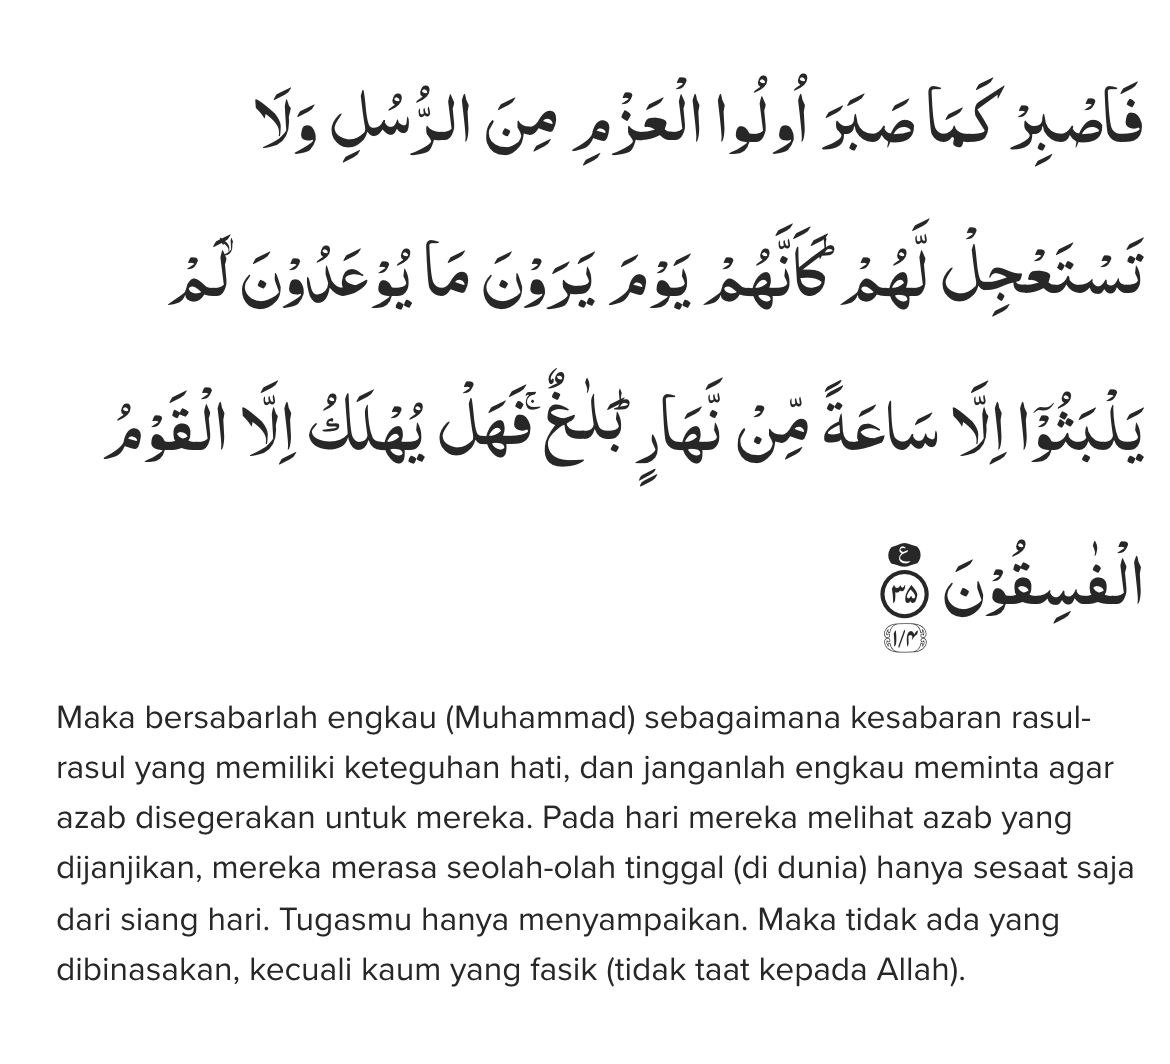 فَاصْبِرْ كَمَا صَبَرَ اُولُوا الْعَزْمِ مِنَ الرُّسُلِ وَلَا
تَسْتَعْجِلْ لَّهُمْ ۗ كَاَنَّهُمْ يَوْمَ يَرَوْنَ مَا يُوْعَدُوْنَ ۙ لَمْ
يَلْبَثُوْٓا اِلَّا سَاعَةً مِّنْ نَّهَارٍ ۗ بَلٰغٌ ۚ فَهَلْ يُهْلَكُ اِلَّا الْقَوْمُ
الْفٰسِقُوْنَ ع ٣٥ ١/٤
Maka bersabarlah engkau (Muhammad) sebagaimana kesabaran rasul-
rasul yang memiliki keteguhan hati, dan janganlah engkau meminta agar
azab disegerakan untuk mereka. Pada hari mereka melihat azab yang
dijanjikan, mereka merasa seolah-olah tinggal (di dunia) hanya sesaat saja
dari siang hari. Tugasmu hanya menyampaikan. Maka tidak ada yang
dibinasakan, kecuali kaum yang fasik (tidak taat kepada Allah).